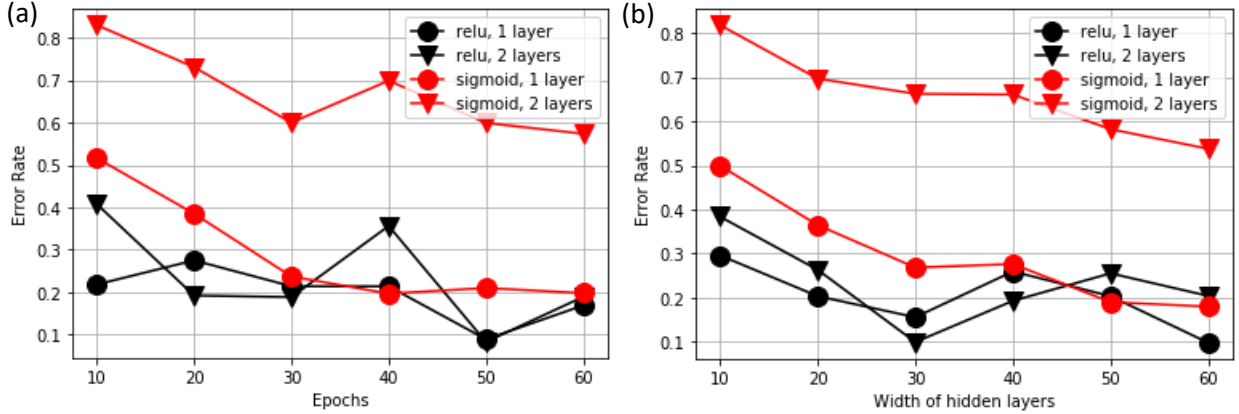 (a)
0.8
0.7
0.6
0.5
0.4
0.3
0.2
0.1
Error Rate
relu, 1 layer
relu, 2 layers
sigmoid, 1 layer
sigmoid, 2 layers
10 20 30 40 50 60
Epochs
(b)
0.8
0.7
0.6
0.5
0.4
0.3
0.2
0.1
Error Rate
relu, 1 layer
relu, 2 layers
sigmoid, 1 layer
sigmoid, 2 layers
10 20 30 40 50 60
Width of hidden layers